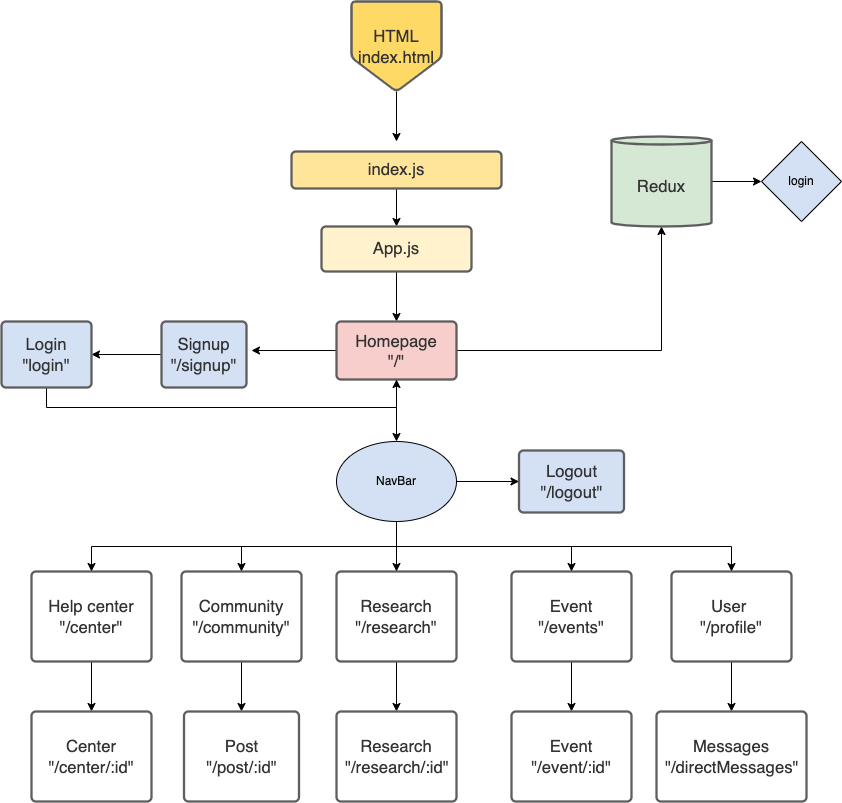 HTML
index.html
index.js
Redux
login
App.js
Login
"login"
Signup
"/signup"
Homepage
"/"
NavBar
Logout
"/logout"
Help center
"/center"
Community
"/community"
Research
"/research"
Event
"/events"
User
"/profile"
Center
"/center/:id"
Post
"/post/:id"
Research
"/research/:id"
Event
"/event/:id"
Messages
"/directMessages"